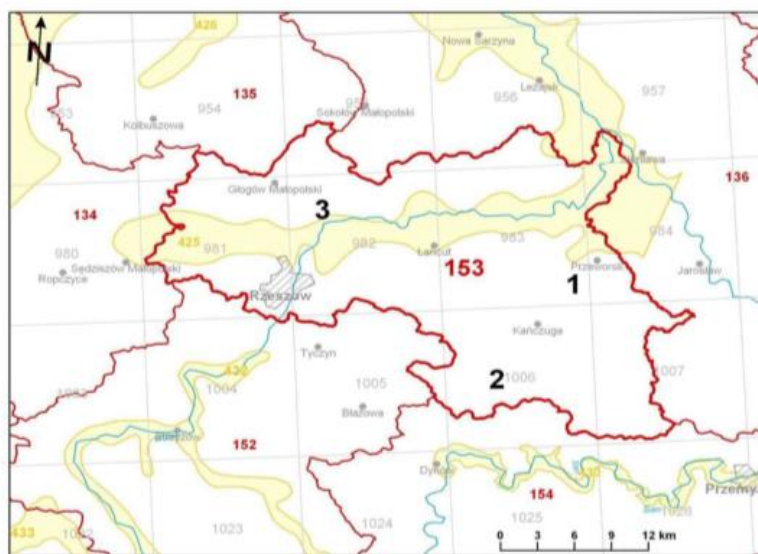 N
426
Nowa Sarzyna
135
954
956
957
Leżajsk
Kolbuszowa
Sokołów Małopolski
136
Głogów Małopolski
3
134
425
980
981
982
983
984
Łańcut
Sędziszów Małopolski
Ropczyce
153
Przeworsk
Jarosław
Rzeszów
1
Kańczuga
Tyczyn
2
1006
1007
1004
1005
Błażowa
152
Dynów
Przemy
154
433
1023
1024
1025
0 3 6 9 12 km